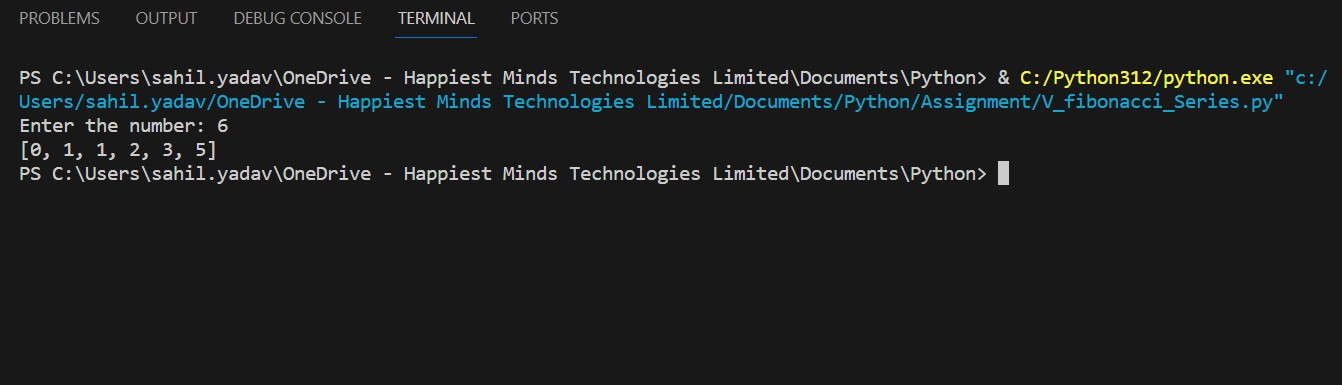 PROBLEMS OUTPUT DEBUG CONSOLE TERMINAL PORTS
PS C:\Users\sahil.yadav\OneDrive - Happiest Minds Technologies Limited\Documents\Python> & C:/Python312/python.exe "c:/
Users/sahil.yadav/OneDrive - Happiest Minds Technologies Limited/Documents/Python/Assignment/V_fibonacci_Series.py"
Enter the number: 6
[0, 1, 1, 2, 3, 5]
PS C:\Users\sahil.yadav\OneDrive - Happiest Minds Technologies Limited\Documents\Python>